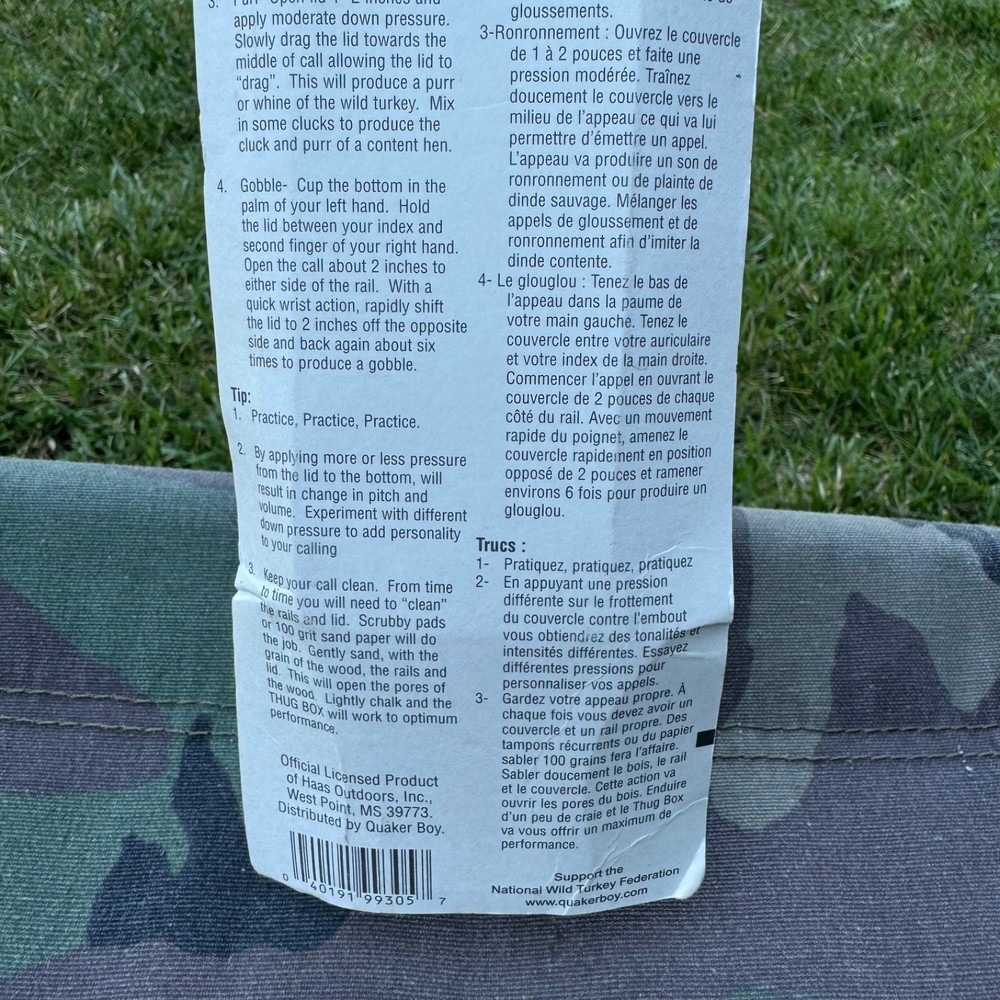 apply moderate down pressure.
Slowly drag the lid towards the
middle of call allowing the lid to
“drag”.  This will produce a purr
or whine of the wild turkey.  Mix
in some clucks to produce the
cluck and purr of a content hen.
4.  Gobble-  Cup the bottom in the
palm of your left hand.  Hold
the lid between your index and
second finger of your right hand.
Open the call about 2 inches to
either side of the rail.  With a
quick wrist action, rapidly shift
the lid to 2 inches off the opposite
side and back again about six
times to produce a gobble.
Tip:
1.  Practice, Practice, Practice.
2.  By applying more or less pressure
from the lid to the bottom, will
result in change in pitch and
volume.  Experiment with different
down pressure to add personality
to your calling
3.  Keep your call clean.  From time
to time you will need to “clean”
the rails and lid.  Scrubby pads
or 100 grit sand paper will do
the job.  Gently sand, with the
grain of the wood, the rails and
lid.  This will open the pores of
the wood.  Lightly chalk and the
THUG BOX will work to optimum
performance.
Official Licensed Product
of Haas Outdoors, Inc.,
West Point, MS 39773.
Distributed by Quaker Boy.
0 40191 99305 7
gloussements.
3-Ronronnement : Ouvrez le couvercle
de 1 à 2 pouces et faite une
pression modérée. Traînez
doucement le couvercle vers le
milieu de l’appeau ce qui va lui
permettre d’émettre un appel.
L’appeau va produire un son de
ronronnement ou de plainte de
dinde sauvage. Mélanger les
appels de gloussement et de
ronronnement afin d’imiter la
dinde contente.
4- Le glouglou : Tenez le bas de
l’appeau dans la paume de
votre main gauche. Tenez le
couvercle entre votre auriculaire
et votre index de la main droite.
Commencer l’appel en ouvrant le
couvercle de 2 pouces de chaque
côté du rail. Avec un mouvement
rapide du poignet, amenez le
couvercle rapidement en position
opposé de 2 pouces et ramener
environs 6 fois pour produire un
glouglou.
Trucs :
1-  Pratiquez, pratiquez, pratiquez
2-  En appuyant une pression
différente sur le frottement
du couvercle contre l’embout
vous obtiendrez des tonalités et
intensités différentes. Essayez
différentes pressions pour
personnaliser vos appels.
3-  Gardez votre appeau propre. À
chaque fois vous devez avoir un
couvercle et un rail propre. Des
tampons récurrents ou du papier
sabler 100 grains fera l’affaire.
Sabler doucement le bois, le rail
et le couvercle. Cette action va
ouvrir les pores du bois. Enduire
d’un peu de craie et le Thug Box
va vous offrir un maximum de
performance.
Support the
National Wild Turkey Federation
www.quakerboy.com